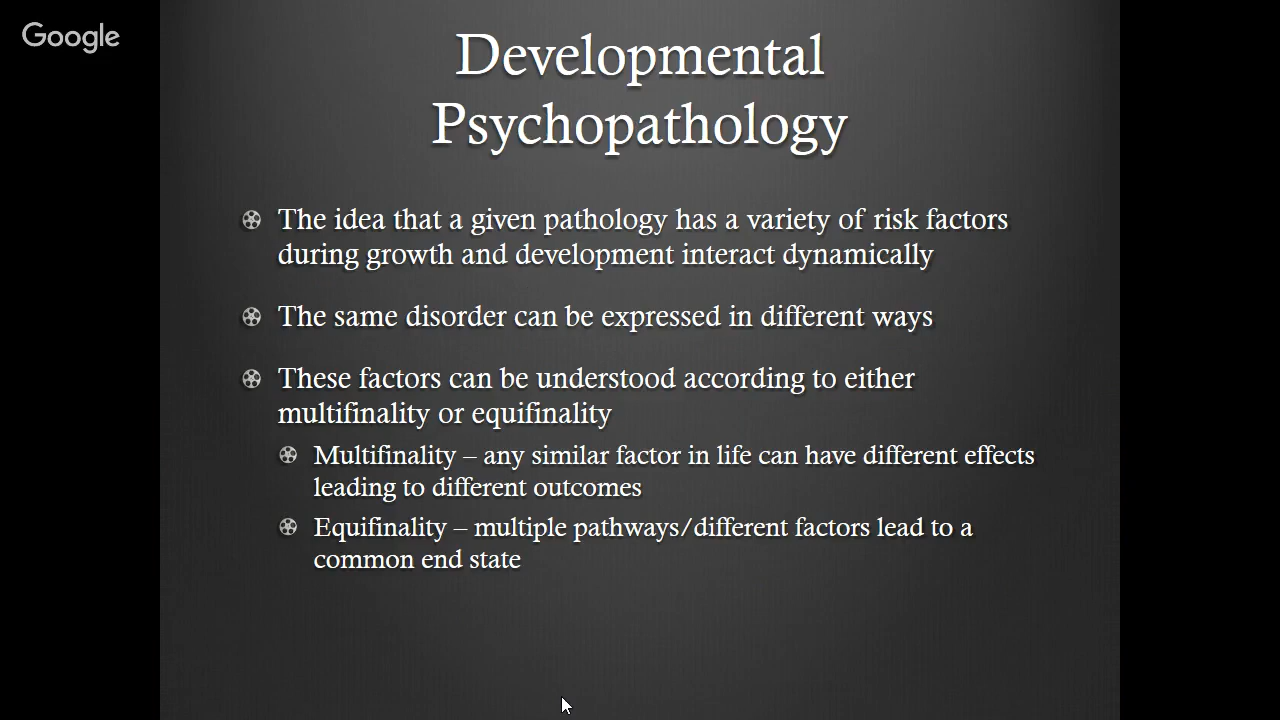 Google
Developmental
Psychopathology
The idea that a given pathology has a variety of risk factors
during growth and development interact dynamically
The same disorder can be expressed in different ways
These factors can be understood according to either
multifinality or equifinality
Multifinality – any similar factor in life can have different effects
leading to different outcomes
Equifinality – multiple pathways/different factors lead to a
common end state